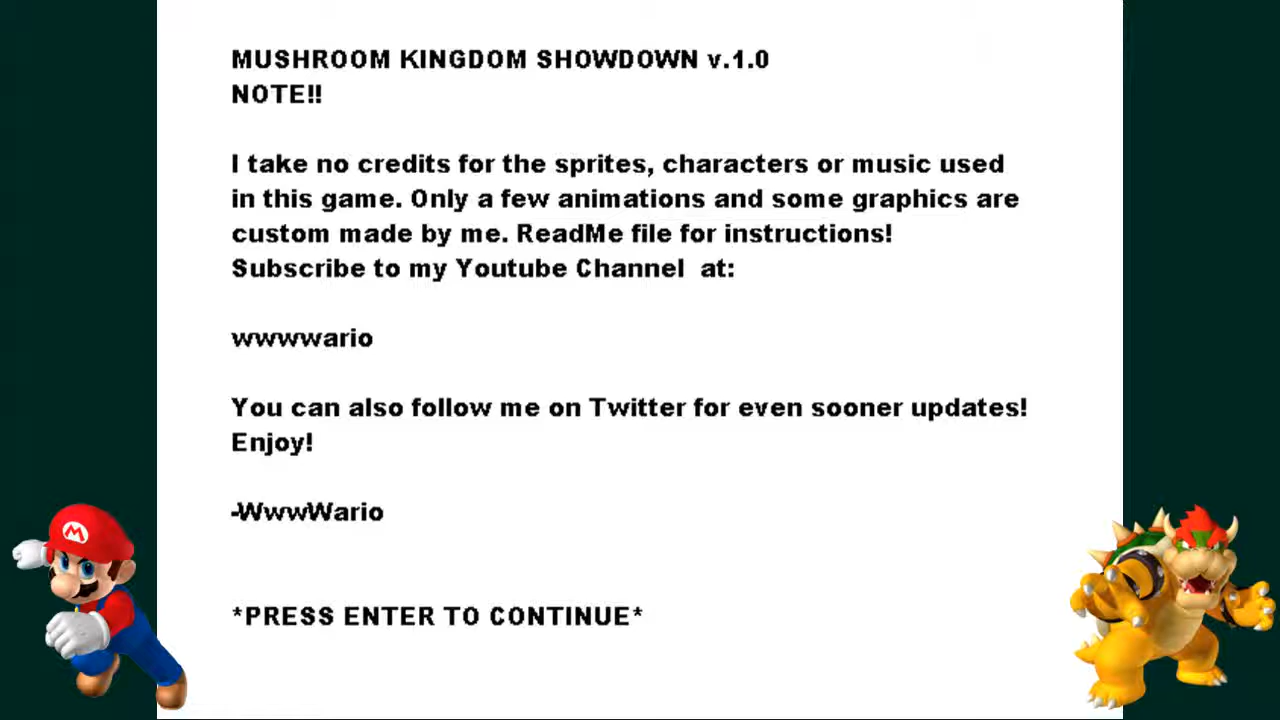 MUSHROOM KINGDOM SHOWDOWN v.1.0
NOTE!!
I take no credits for the sprites, characters or music used
in this game. Only a few animations and some graphics are
custom made by me. ReadMe file for instructions!
Subscribe to my Youtube Channel  at:
wwwwario
You can also follow me on Twitter for even sooner updates!
Enjoy!
-WwwWario
*PRESS ENTER TO CONTINUE*
M